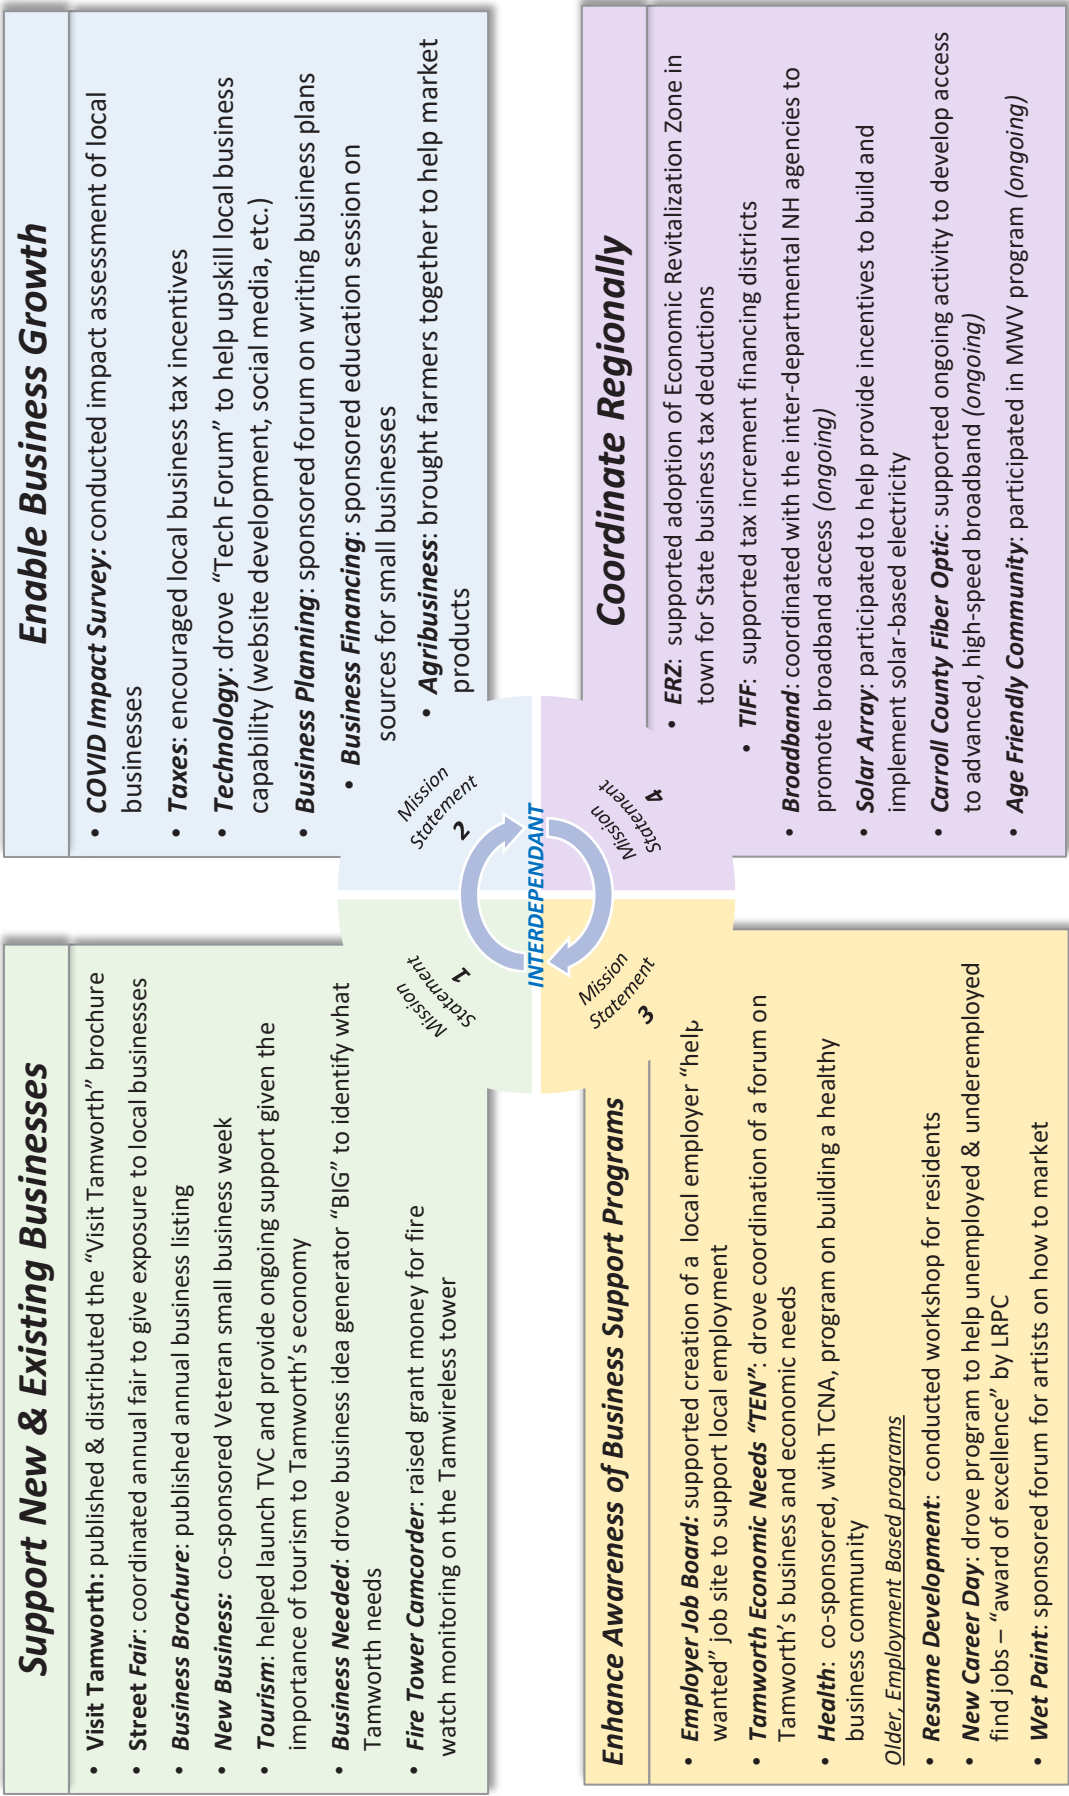 Support New & Existing Businesses
• Visit Tamworth: published & distributed the “Visit Tamworth” brochure
• Street Fair: coordinated annual fair to give exposure to local businesses
• Business Brochure: published annual business listing
• New Business: co-sponsored Veteran small business week
• Tourism: helped launch TVC and provide ongoing support given the
importance of tourism to Tamworth’s economy
• Business Needed: drove business idea generator “BIG” to identify what
Tamworth needs
• Fire Tower Camcorder: raised grant money for fire
watch monitoring on the Tamwireless tower
Enable Business Growth
• COVID Impact Survey: conducted impact assessment of local
businesses
• Taxes: encouraged local business tax incentives
• Technology: drove “Tech Forum” to help upskill local business
capability (website development, social media, etc.)
• Business Planning: sponsored forum on writing business plans
• Business Financing: sponsored education session on
sources for small businesses
• Agribusiness: brought farmers together to help market
products
Mission
Statement
1
Mission
Statement
2
INTERDEPENDANT
Mission
Statement
3
Mission
Statement
4
Enhance Awareness of Business Support Programs
• Employer Job Board: supported creation of a local employer “help
wanted” job site to support local employment
• Tamworth Economic Needs “TEN”: drove coordination of a forum on
Tamworth’s business and economic needs
• Health: co-sponsored, with TCNA, program on building a healthy
business community
Older, Employment Based programs
• Resume Development: conducted workshop for residents
• New Career Day: drove program to help unemployed & underemployed
find jobs – “award of excellence” by LRPC
• Wet Paint: sponsored forum for artists on how to market
Coordinate Regionally
• ERZ: supported adoption of Economic Revitalization Zone in
town for State business tax deductions
• TIFF: supported tax increment financing districts
• Broadband: coordinated with the inter-departmental NH agencies to
promote broadband access (ongoing)
• Solar Array: participated to help provide incentives to build and
implement solar-based electricity
• Carroll County Fiber Optic: supported ongoing activity to develop access
to advanced, high-speed broadband (ongoing)
• Age Friendly Community: participated in MWV program (ongoing)